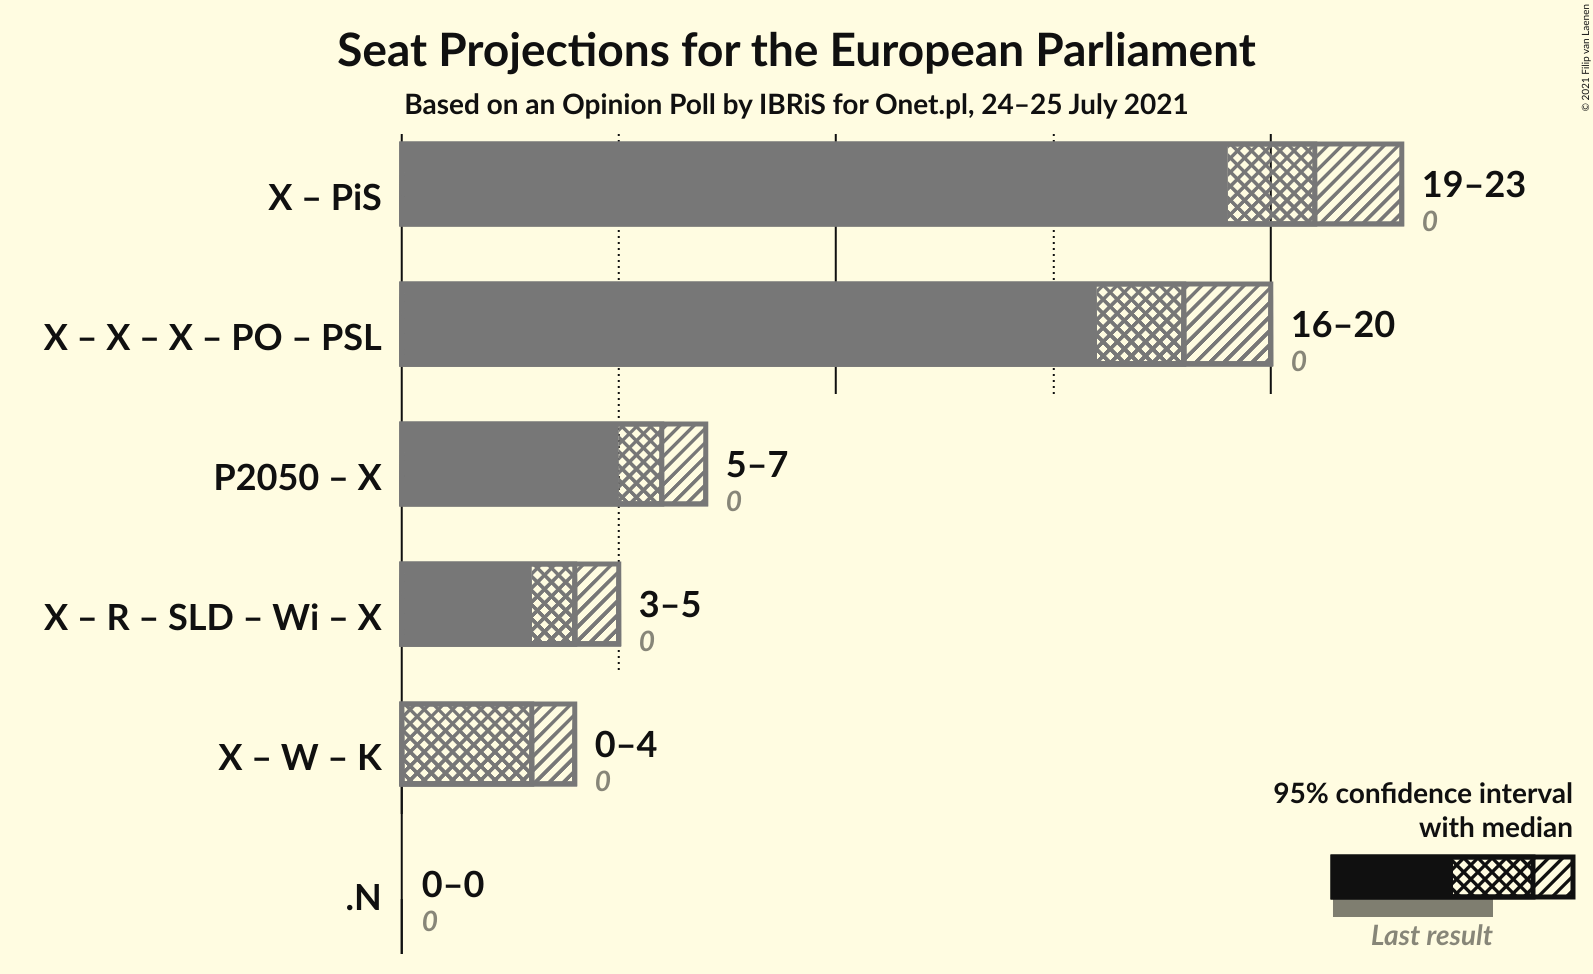 Seat Projections for the European Parliament
Based on an Opinion Poll by IBRiS for Onet.pl, 24–25 July 2021
© 2021 Filip van Laenen
X – PiS
19–23
0
X – X – X – PO – PSL
16–20
0
P2050 – X
5–7
0
X – R – SLD – Wi – X
3–5
0
X – W – K
0–4
0
.N
0–0
0
95% confidence interval
with median
Last result